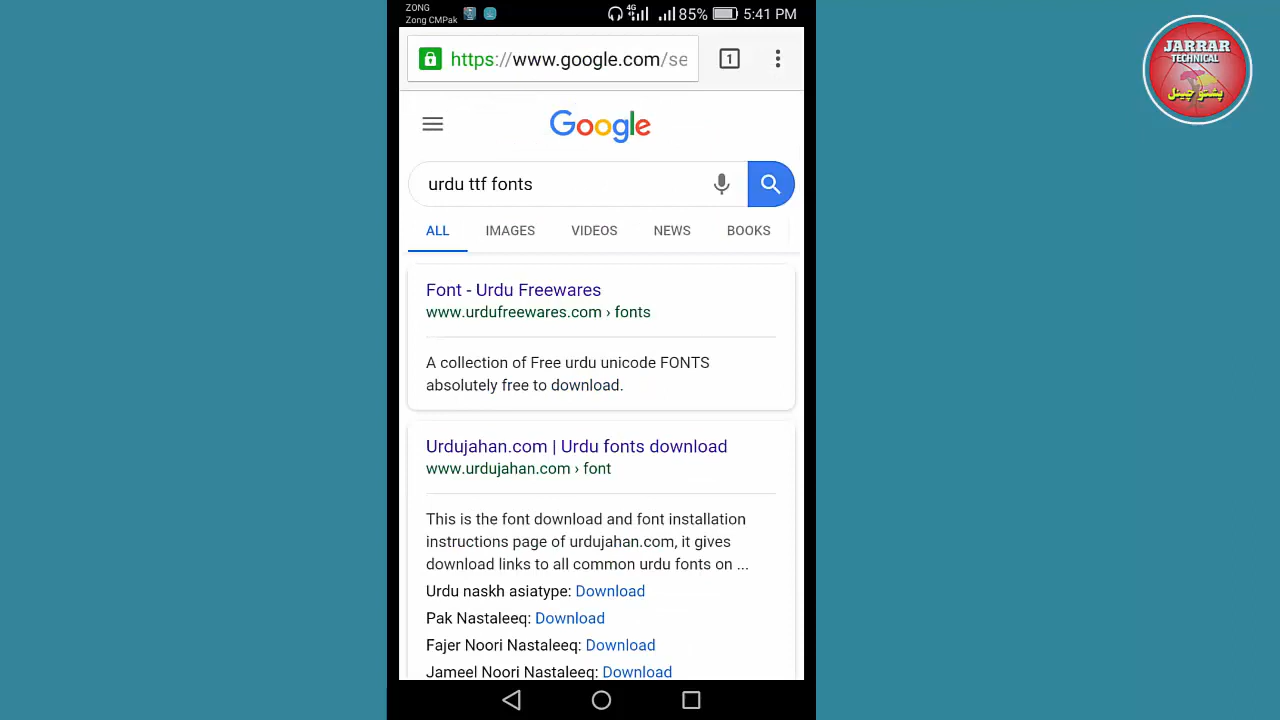 ZONG
Zong CMPak
4G
85%
5:41 PM
https://www.google.com/se
1
Google
urdu ttf fonts
ALL
IMAGES
VIDEOS
NEWS
BOOKS
Font - Urdu Freewares
www.urdufreewares.com › fonts
A collection of Free urdu unicode FONTS
absolutely free to download.
Urdujahan.com | Urdu fonts download
www.urdujahan.com › font
This is the font download and font installation
instructions page of urdujahan.com, it gives
download links to all common urdu fonts on ...
Urdu naskh asiatype: Download
Pak Nastaleeq: Download
Fajer Noori Nastaleeq: Download
Jameel Noori Nastaleeq: Download
JARRAR
TECHNICAL
پشتو چینل